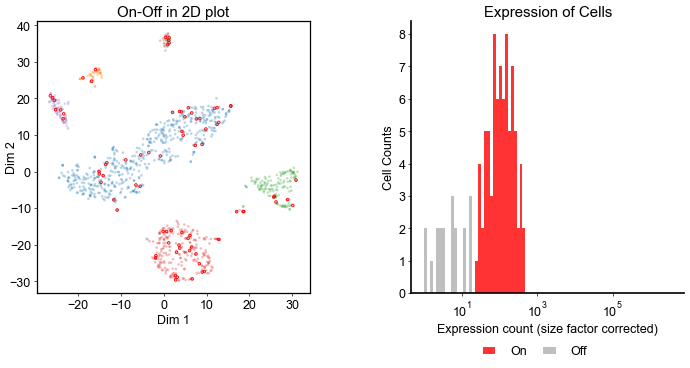 On-Off in 2D plot
Dim 2
40
30
20
10
0
−10
−20
−30
−20 −10 0 10 20 30
Dim 1
Expression of Cells
Cell Counts
8
7
6
5
4
3
2
1
0
10^1 10^3 10^5
Expression count (size factor corrected)
On Off